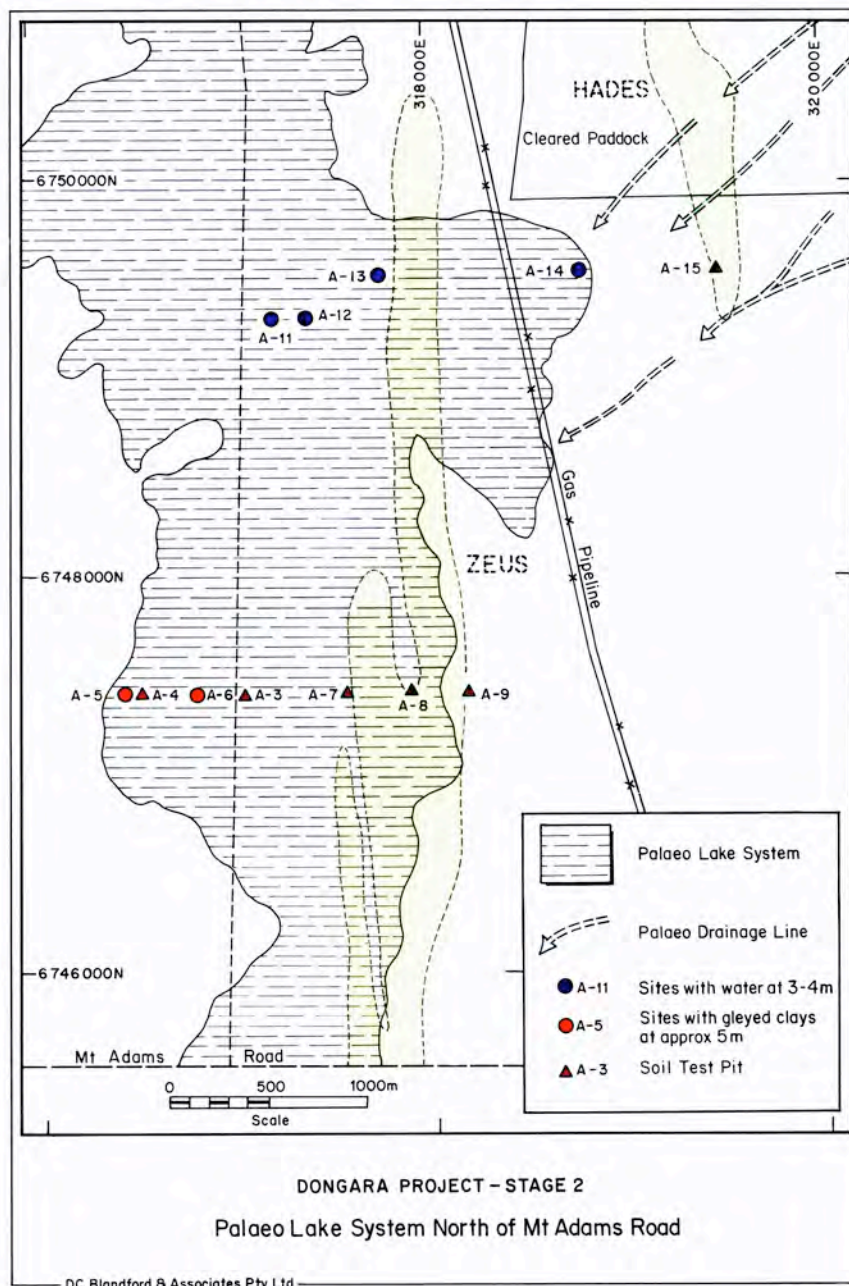 318000E
320000E
HADES
Cleared Paddock
6750000N
A-13
A-14
A-15
A-11
A-12
Gas Pipeline
6748000N
ZEUS
A-5
A-4
A-6
A-3
A-7
A-8
A-9
Palaeo Lake System
Palaeo Drainage Line
6746000N
A-11 Sites with water at 3-4m
A-5 Sites with gleyed clays
at approx 5m
A-3 Soil Test Pit
Mt Adams Road
0 500 1000m
Scale
DONGARA PROJECT – STAGE 2
Palaeo Lake System North of Mt Adams Road
DC Blandford & Associates Pty Ltd